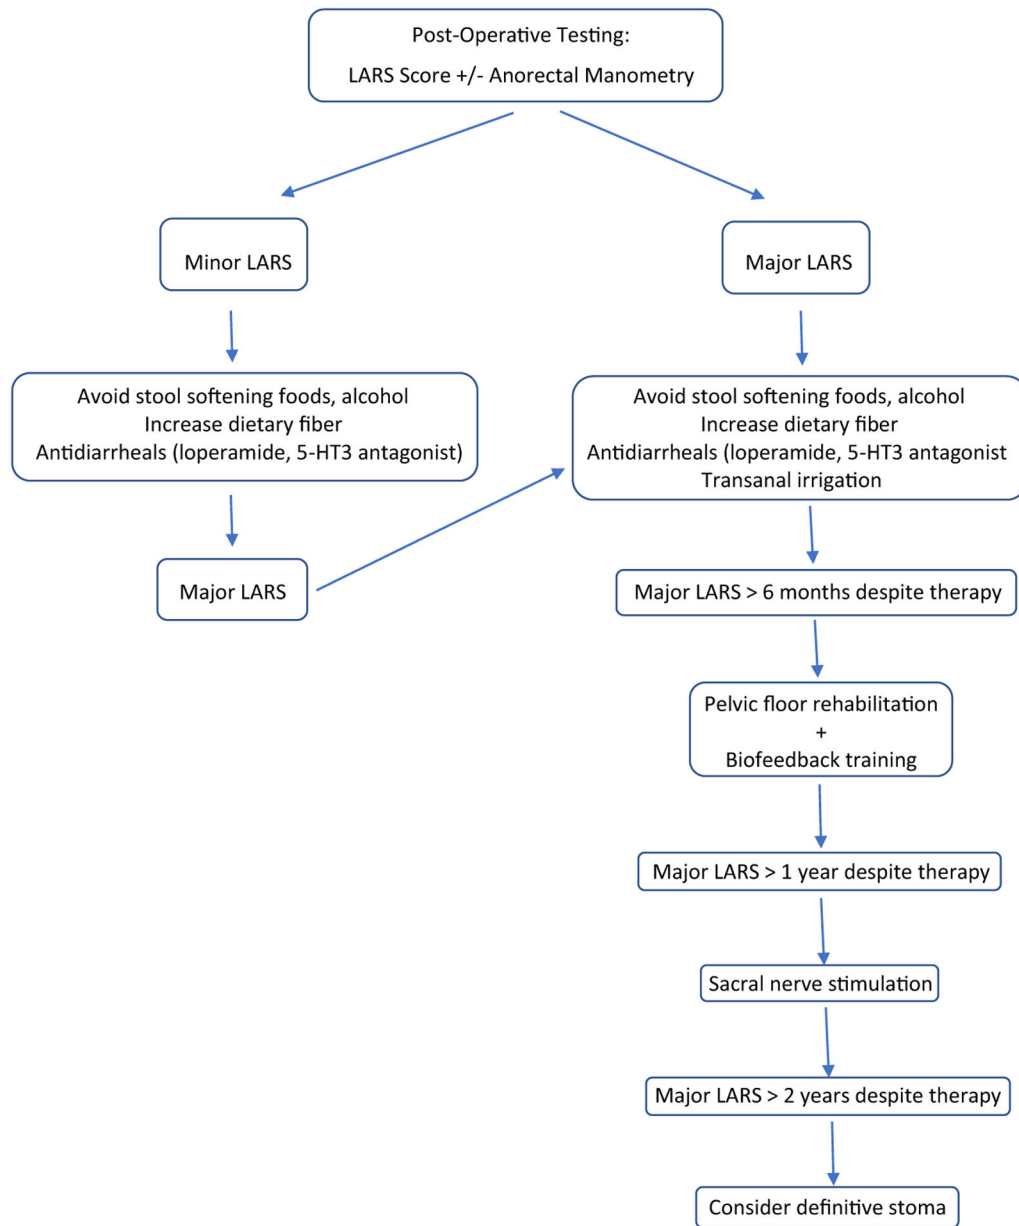 Post-Operative Testing:
LARS Score +/- Anorectal Manometry
Minor LARS
Major LARS
Avoid stool softening foods, alcohol
Increase dietary fiber
Antidiarrheals (loperamide, 5-HT3 antagonist)
Avoid stool softening foods, alcohol
Increase dietary fiber
Antidiarrheals (loperamide, 5-HT3 antagonist
Transanal irrigation
Major LARS
Major LARS > 6 months despite therapy
Pelvic floor rehabilitation
+
Biofeedback training
Major LARS > 1 year despite therapy
Sacral nerve stimulation
Major LARS > 2 years despite therapy
Consider definitive stoma